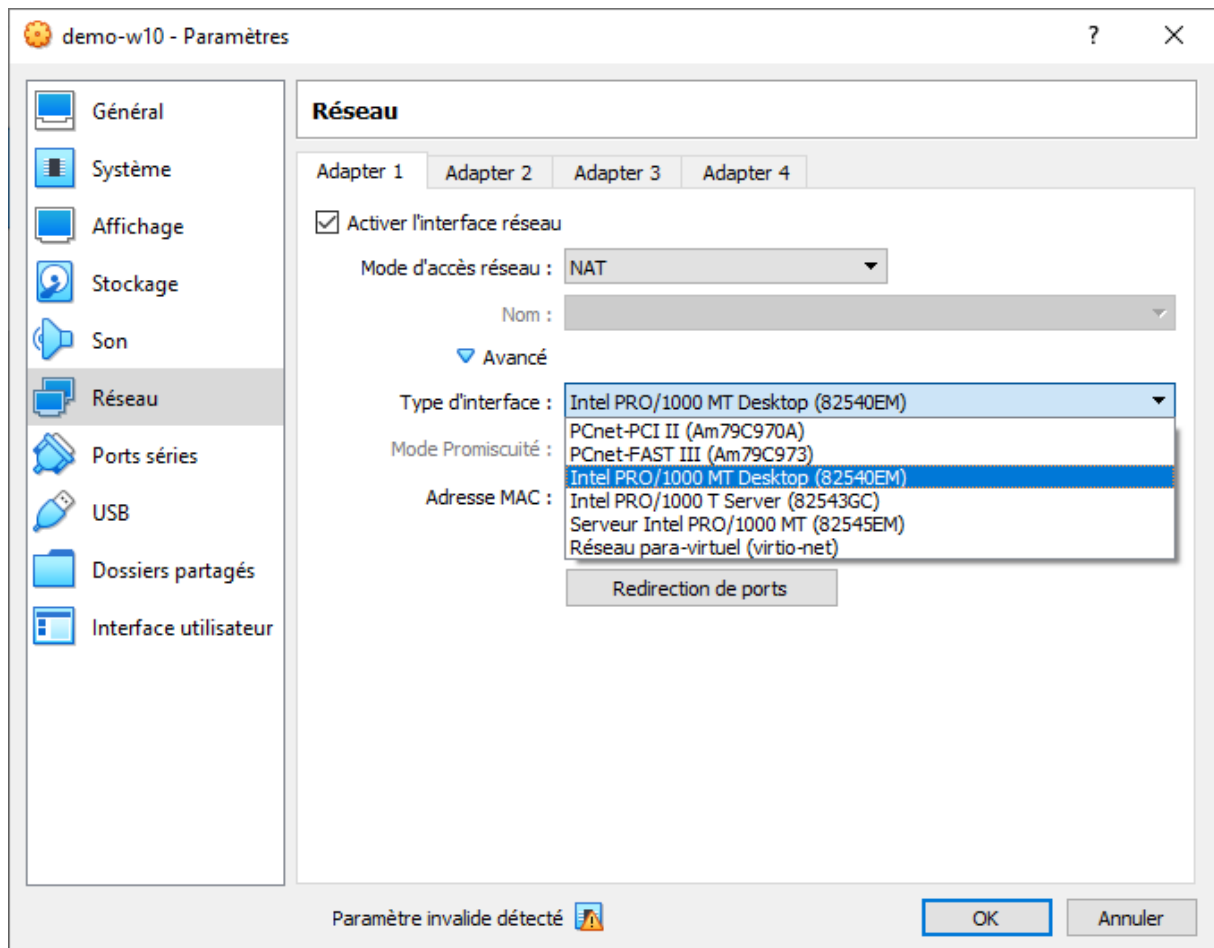 demo-w10 - Paramètres
?
Général
Système
Affichage
Stockage
Son
Réseau
Ports séries
USB
Dossiers partagés
Interface utilisateur
Réseau
Adapter 1 Adapter 2 Adapter 3 Adapter 4
Activer l'interface réseau
Mode d'accès réseau : NAT
Nom :
Avancé
Type d'interface : Intel PRO/1000 MT Desktop (82540EM)
PCnet-PCI II (Am79C970A)
Mode Promiscuité : PCnet-FAST III (Am79C973)
Intel PRO/1000 MT Desktop (82540EM)
Adresse MAC : Intel PRO/1000 T Server (82543GC)
Serveur Intel PRO/1000 MT (82545EM)
Réseau para-virtuel (virtio-net)
Redirection de ports
Paramètre invalide détecté
OK Annuler